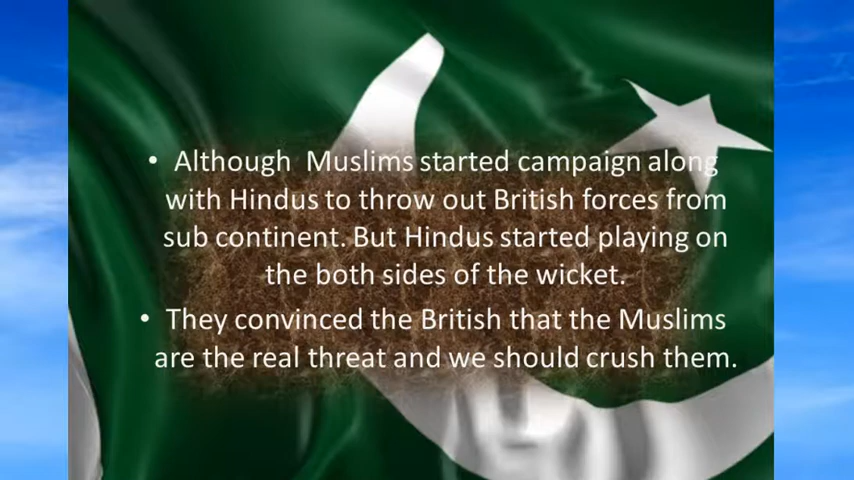 • Although Muslims started campaign along
with Hindus to throw out British forces from
sub continent. But Hindus started playing on
the both sides of the wicket.
• They convinced the British that the Muslims
are the real threat and we should crush them.